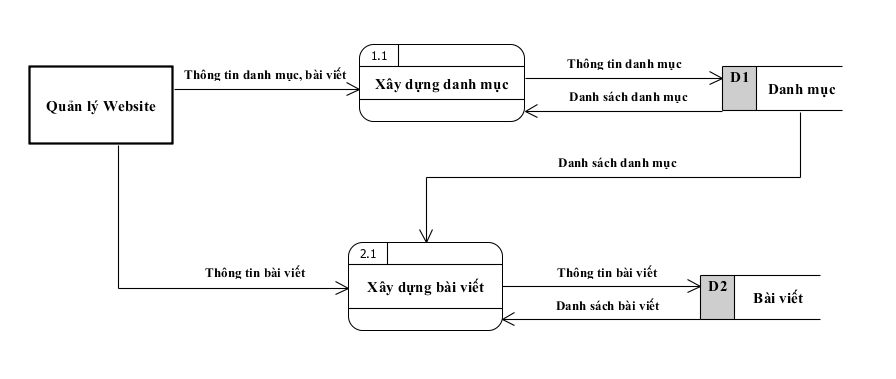 1.1
Thông tin danh mục, bài viết
Xây dựng danh mục
Thông tin danh mục
D1
Danh mục
Quản lý Website
Danh sách danh mục
Danh sách danh mục
2.1
Thông tin bài viết
Xây dựng bài viết
Thông tin bài viết
D2
Bài viết
Danh sách bài viết